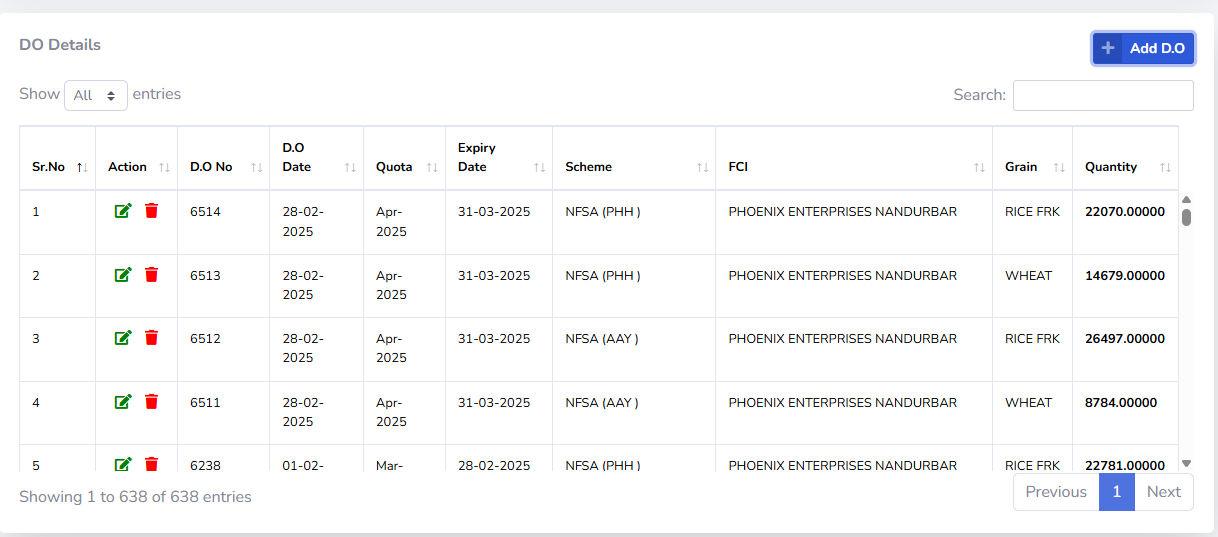 DO Details
+ Add D.O
Show All entries
Search:
Sr.No Action D.O No D.O Date Quota Expiry Date Scheme FCI Grain Quantity
1 6514 28-02-2025 Apr-2025 31-03-2025 NFSA (PHH ) PHOENIX ENTERPRISES NANDURBAR RICE FRK 22070.00000
2 6513 28-02-2025 Apr-2025 31-03-2025 NFSA (PHH ) PHOENIX ENTERPRISES NANDURBAR WHEAT 14679.00000
3 6512 28-02-2025 Apr-2025 31-03-2025 NFSA (AAY ) PHOENIX ENTERPRISES NANDURBAR RICE FRK 26497.00000
4 6511 28-02-2025 Apr-2025 31-03-2025 NFSA (AAY ) PHOENIX ENTERPRISES NANDURBAR WHEAT 8784.00000
5 6238 01-02- Mar- 28-02-2025 NFSA (PHH ) PHOENIX ENTERPRISES NANDURBAR RICE FRK 22781.00000
Showing 1 to 638 of 638 entries
Previous 1 Next